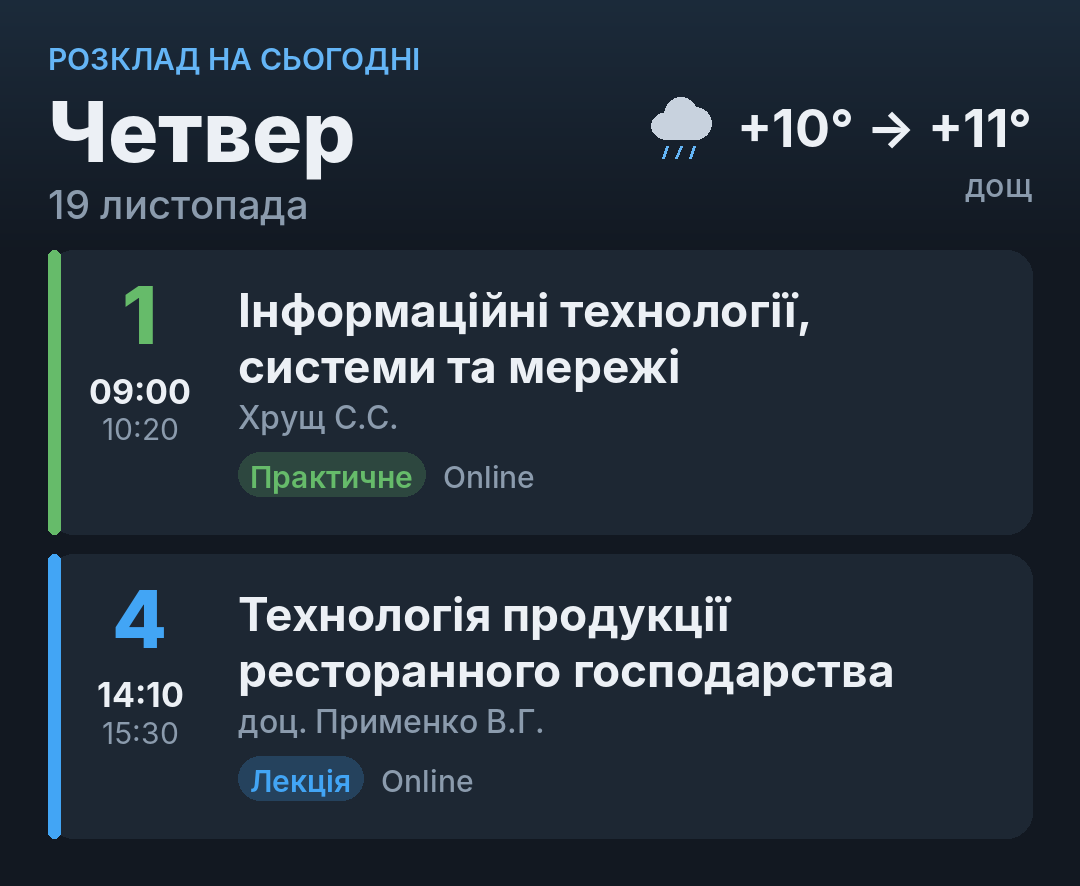 РОЗКЛАД НА СЬОГОДНІ
Четвер
19 листопада
+10° → +11°
дощ
1
09:00
10:20
Інформаційні технології,
системи та мережі
Хрущ С.С.
Практичне Online
4
14:10
15:30
Технологія продукції
ресторанного господарства
доц. Применко В.Г.
Лекція Online